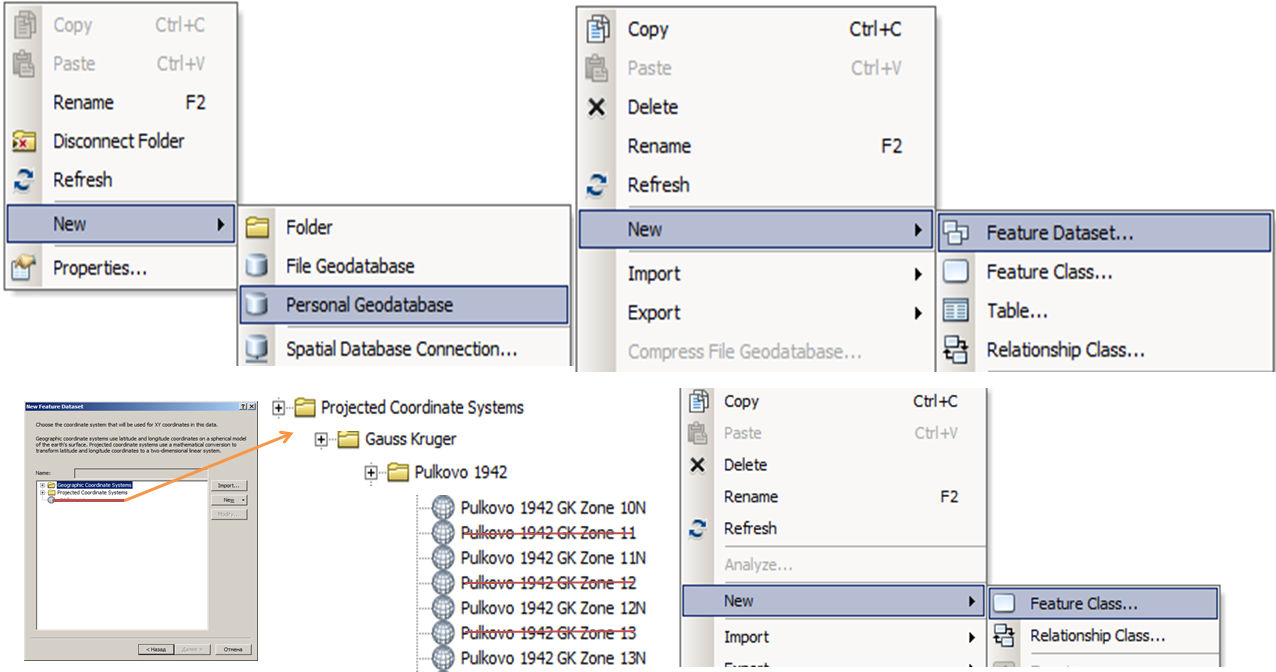 Copy Ctrl+C
Paste Ctrl+V
Rename F2
Disconnect Folder
Refresh
New
Properties...
Folder
File Geodatabase
Personal Geodatabase
Spatial Database Connection...
Copy Ctrl+C
Paste Ctrl+V
Delete
Rename F2
Refresh
New
Import
Export
Compress File Geodatabase...
Feature Dataset...
Feature Class...
Table...
Relationship Class...
New Feature Dataset
Choose the coordinate system that will be used for XY coordinates in this data.
Geographic coordinate systems use latitude and longitude coordinates on a spherical model
of the earth's surface. Projected coordinate systems use a mathematical conversion to
transform latitude and longitude coordinates to a two-dimensional linear system.
Name:
Geographic Coordinate Systems
Projected Coordinate Systems
Import...
New
Modify...
< Назад
Далее >
Отмена
Projected Coordinate Systems
Gauss Kruger
Pulkovo 1942
Pulkovo 1942 GK Zone 10N
Pulkovo 1942 GK Zone 11
Pulkovo 1942 GK Zone 11N
Pulkovo 1942 GK Zone 12
Pulkovo 1942 GK Zone 12N
Pulkovo 1942 GK Zone 13
Pulkovo 1942 GK Zone 13N
Copy Ctrl+C
Paste Ctrl+V
Delete
Rename F2
Refresh
Analyze...
New
Import
Feature Class...
Relationship Class...